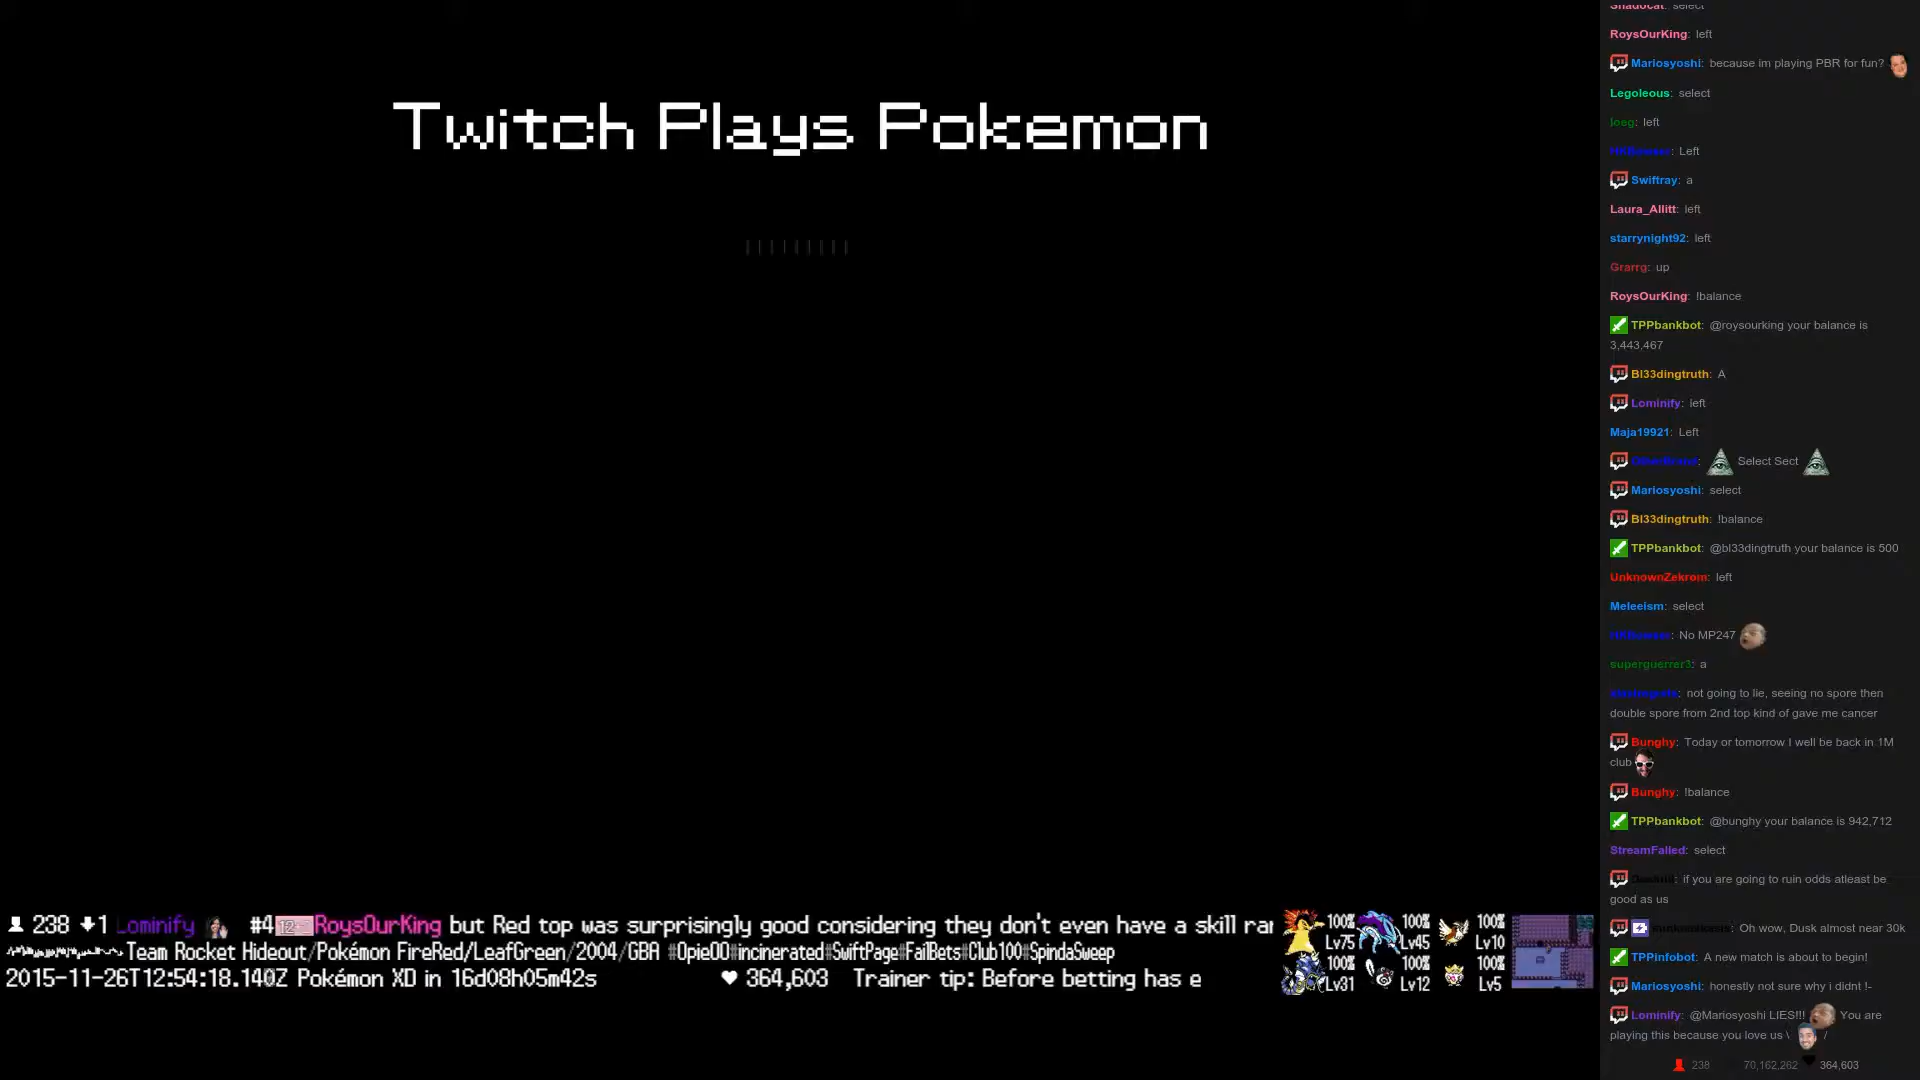 Twitch Plays Pokemon
238 1 Lominify #4 RoysOurKing but Red top was surprisingly good considering they don't even have a skill ran
Team Rocket Hideout/Pokémon FireRed/LeafGreen/2004/GBA #OpieOO#incinerated#SwiftPage#FailBets#Club100#SpindaSweep
2015-11-26T12:54:18.140Z Pokémon XD in 16d08h05m42s 364,603 Trainer tip: Before betting has e
100% 100% 100%
Lv75 Lv45 Lv10
100% 100% 100%
Lv31 Lv12 Lv5
Shadocat: select
RoysOurKing: left
Mariosyoshi: because im playing PBR for fun?
Legoleous: select
loeg: left
HKBowser: Left
Swiftray: a
Laura_Allitt: left
starrynight92: left
Grarrg: up
RoysOurKing: !balance
TPPbankbot: @roysourking your balance is
3,443,467
Bl33dingtruth: A
Lominify: left
Maja19921: Left
: Select Sect
Mariosyoshi: select
Bl33dingtruth: !balance
TPPbankbot: @bl33dingtruth your balance is 500
UnknownZekrom: left
Meleeism: select
HKBowser: No MP247
superguerrer3: a
: not going to lie, seeing no spore then
double spore from 2nd top kind of gave me cancer
Bunghy: Today or tomorrow I well be back in 1M
club
Bunghy: !balance
TPPbankbot: @bunghy your balance is 942,712
StreamFailed: select
: if you are going to ruin odds atleast be
good as us
: Oh wow, Dusk almost near 30k
TPPinfobot: A new match is about to begin!
Mariosyoshi: honestly not sure why i didnt !-
Lominify: @Mariosyoshi LIES!!! You are
playing this because you love us \ /
238 70,162,262 364,603